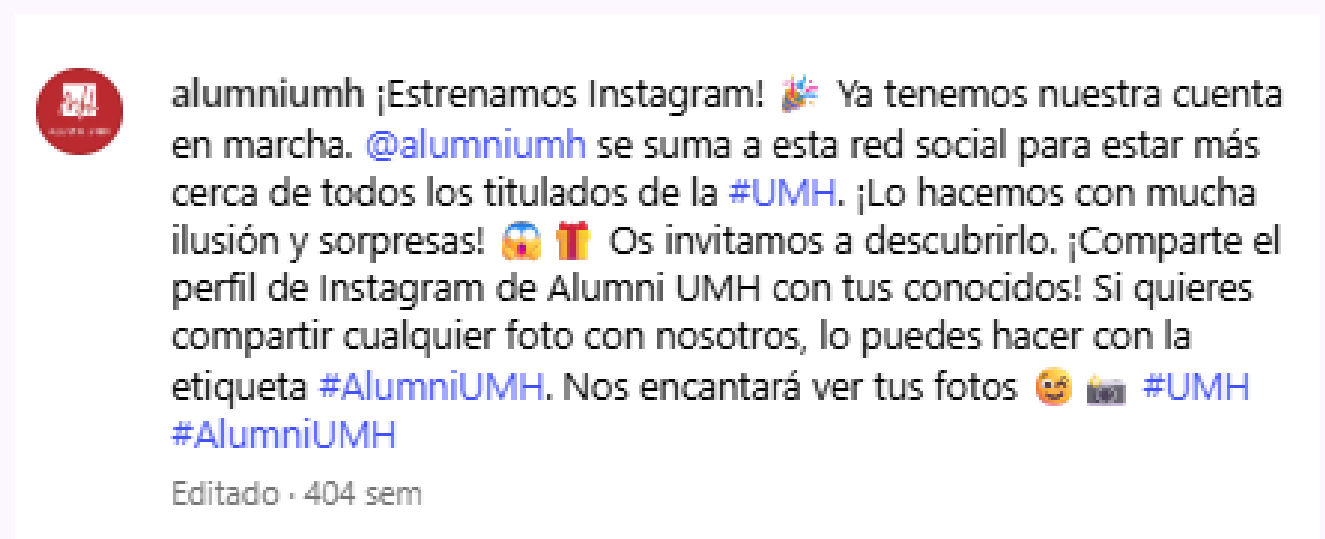 alumniumh ¡Estrenamos Instagram! 🎉 Ya tenemos nuestra cuenta
en marcha. @alumniumh se suma a esta red social para estar más
cerca de todos los titulados de la #UMH. ¡Lo hacemos con mucha
ilusión y sorpresas! 😱 🎁 Os invitamos a descubrirlo. ¡Comparte el
perfil de Instagram de Alumni UMH con tus conocidos! Si quieres
compartir cualquier foto con nosotros, lo puedes hacer con la
etiqueta #AlumniUMH. Nos encantará ver tus fotos 😉 📸 #UMH
#AlumniUMH
Editado · 404 sem